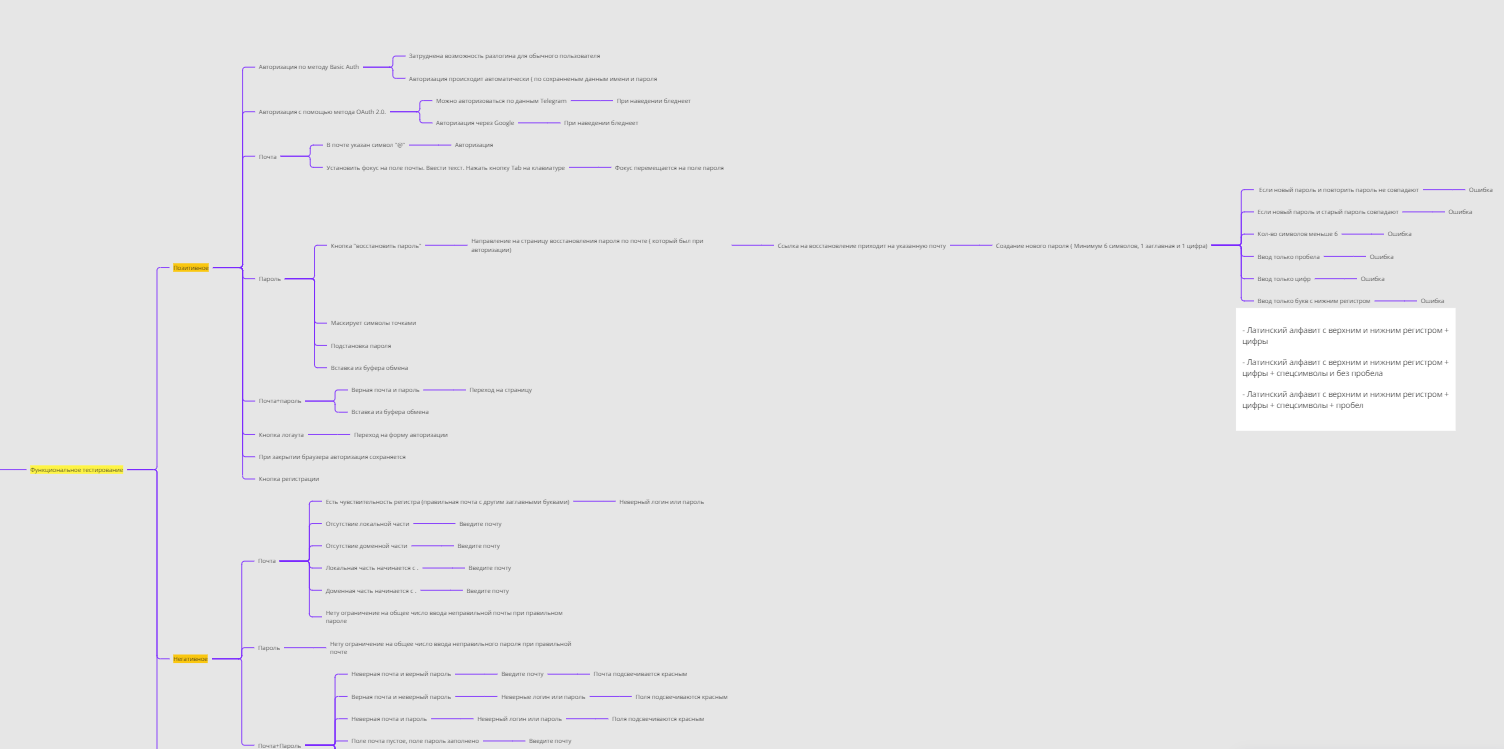 Функциональное тестирование
Позитивное
Авторизация по методу Basic Auth
Затруднена возможность разлогина для обычного пользователя
Авторизация происходит автоматически ( по сохраненным данным имени и пароля
Авторизация с помощью метода OAuth 2.0.
Можно авторизоваться по данным Telegram
При наведении бледнеет
Авторизация через Google
При наведении бледнеет
Почта
В почте указан символ "@"
Авторизация
Установить фокус на поле почты. Ввести текст. Нажать кнопку Tab на клавиатуре
Фокус перемещается на поле пароля
Пароль
Кнопка "восстановить пароль"
Направление на страницу восстановления пароля по почте ( который был при
авторизации)
Ссылка на восстановление приходит на указанную почту
Создание нового пароля ( Минимум 6 символов, 1 заглавная и 1 цифра)
Если новый пароль и повторить пароль не совпадают
Ошибка
Если новый пароль и старый пароль совпадают
Ошибка
Кол-во символов меньше 6
Ошибка
Ввод только пробела
Ошибка
Ввод только цифр
Ошибка
Ввод только букв с нижним регистром
Ошибка
- Латинский алфавит с верхним и нижним регистром +
цифры
- Латинский алфавит с верхним и нижним регистром +
цифры + спецсимволы и без пробела
- Латинский алфавит с верхним и нижним регистром +
цифры + спецсимволы + пробел
Маскирует символы точками
Подстановка пароля
Вставка из буфера обмена
Почта+пароль
Верная почта и пароль
Переход на страницу
Вставка из буфера обмена
Кнопка логаута
Переход на форму авторизации
При закрытии браузера авторизация сохраняется
Кнопка регистрации
Негативное
Почта
Есть чувствительность регистра (правильная почта с другим заглавными буквами)
Неверный логин или пароль
Отсутствие локальной части
Введите почту
Отсутствие доменной части
Введите почту
Локальная часть начинается с .
Введите почту
Доменная часть начинается с .
Введите почту
Нету ограничение на общее число ввода неправильной почты при правильном
пароле
Пароль
Нету ограничение на общее число ввода неправильного пароля при правильной
почте
Почта+Пароль
Неверная почта и верный пароль
Введите почту
Почта подсвечивается красным
Верная почта и неверный пароль
Неверные логин или пароль
Поля подсвечиваются красным
Неверная почта и пароль
Неверный логин или пароль
Поля подсвечиваются красным
Поле почта пустое, поле пароль заполнено
Введите почту